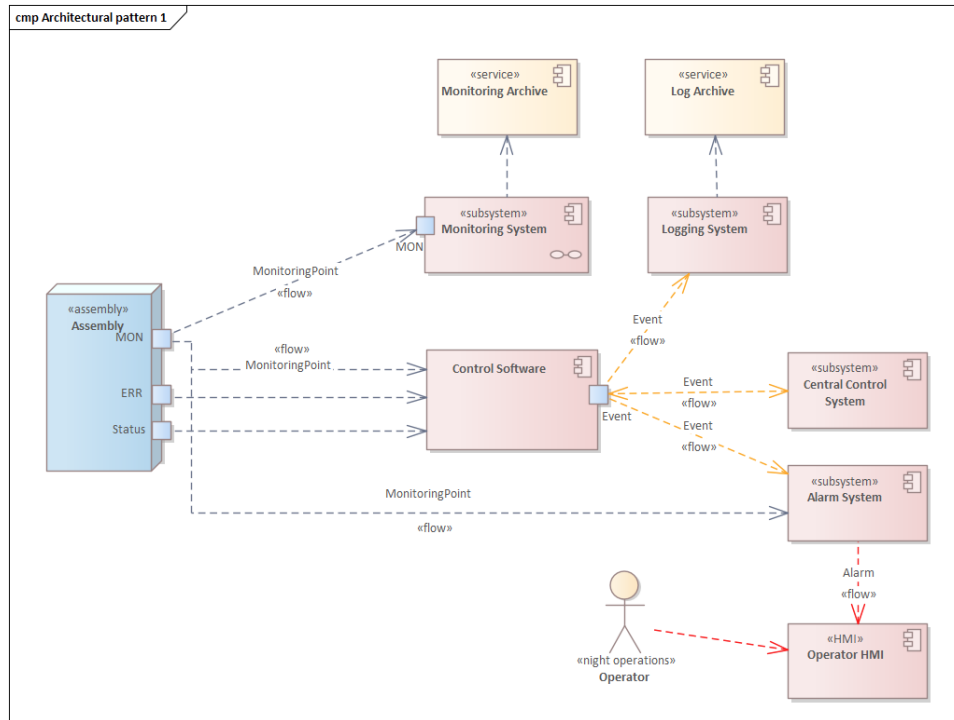 cmp Architectural pattern 1
«service»
Monitoring Archive
«service»
Log Archive
«subsystem»
Monitoring System
MON
«subsystem»
Logging System
MonitoringPoint
«flow»
«assembly»
Assembly
MON
ERR
Status
«flow»
MonitoringPoint
Control Software
Event
Event
«flow»
Event
«flow»
«subsystem»
Central Control
System
Event
«flow»
MonitoringPoint
«flow»
«subsystem»
Alarm System
Alarm
«flow»
«night operations»
Operator
«HMI»
Operator HMI